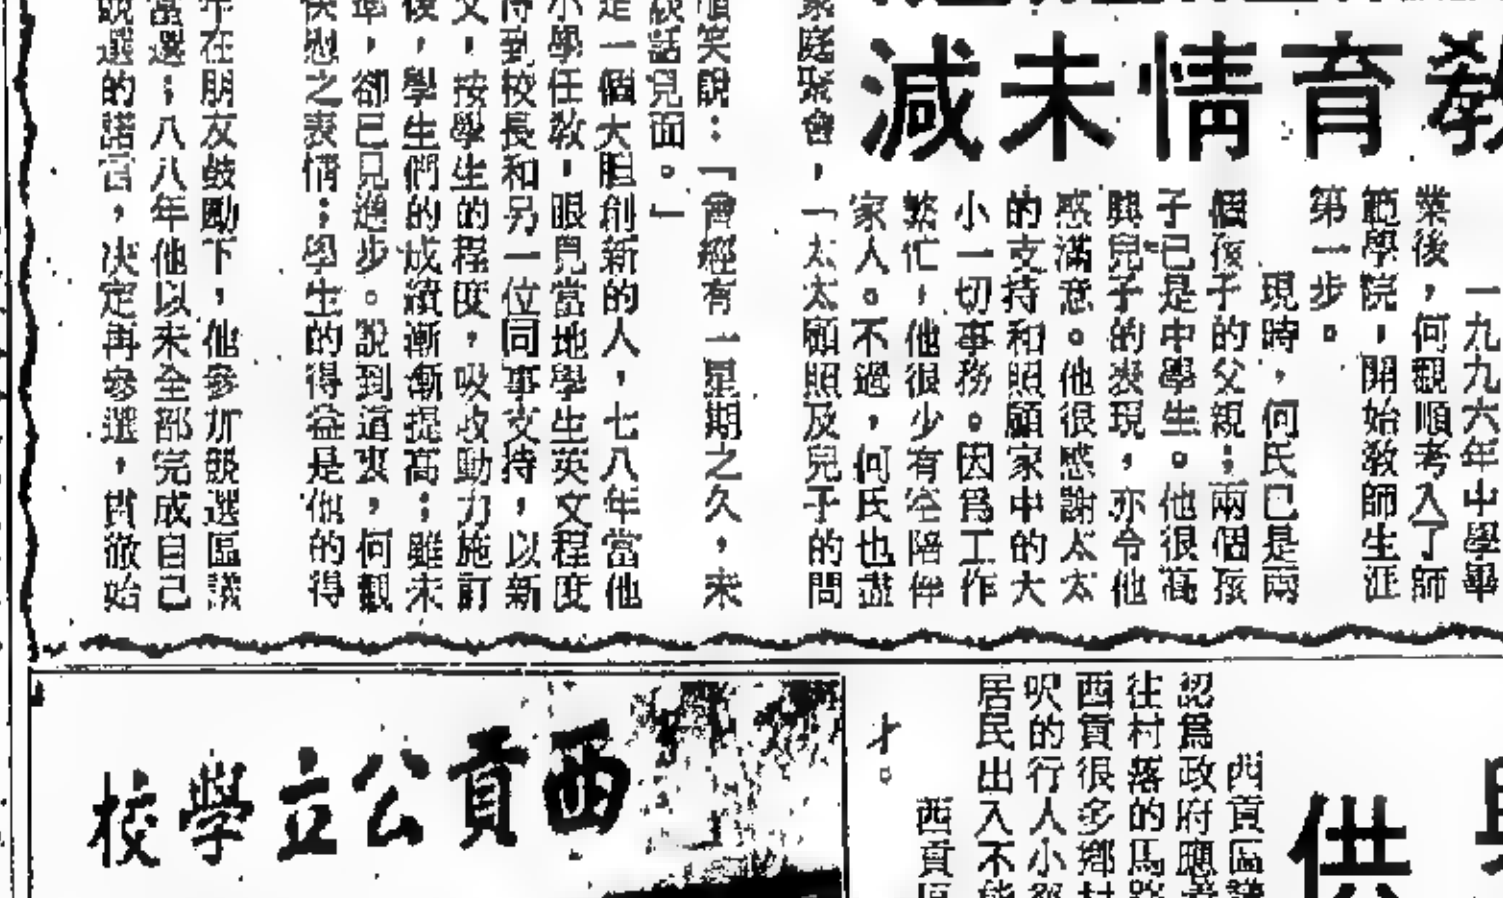 教育情未減
一九九六年中學畢
業後，何觀順考入了師
範學院，開始教師生涯
第一步。
現時，何氏已是兩
個孩子的父親；兩個孩
子已是中學生。他很高
興兒子的表現，亦令他
感滿意。他很感謝太太
的支持和照顧家中的大
小一切事務。因爲工作
繁忙，他很少有空陪伴
家人。不過，何氏也盡
家庭聚會，「太太願照及兒子的問
順笑說：「曾經有一星期之久，未
談話見面。」
是一個大胆創新的人，七八年當他
小學任教，眼見當地學生英文程度
得到校長和另一位同事支持，以新
文，按學生的程度，吸收動力施訂
後，學生們的成績漸漸提高；雖未
準，卻已見進步。說到這裏，何觀
快慰之表情；學生的得益是他的得
年在朋友鼓勵下，他參加競選區議
當選；八八年他以來全部完成自己
競選的諾言，決定再參選，貫徹始
供
西貢區議
認爲政府應考
往村落的馬路
西貢很多鄉村
呎的行人小徑
居民出入不能
才。
西貢區
西貢公立學校